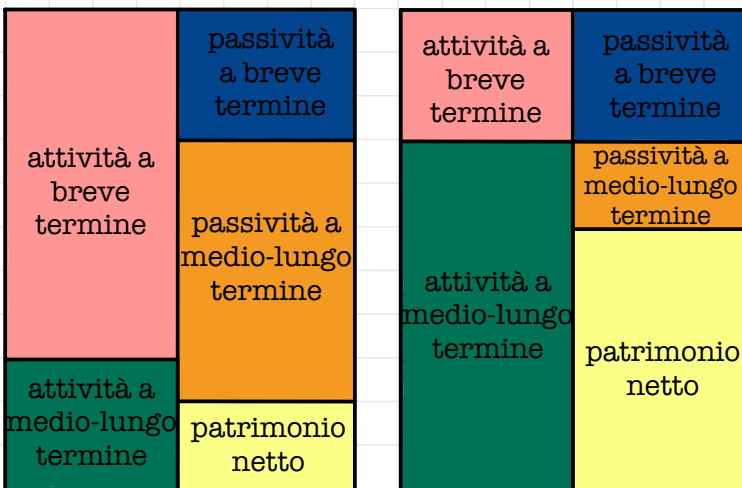 attività a
breve
termine
attività a
medio-lungo
termine
passività
a breve
termine
passività a
medio-lungo
termine
patrimonio
netto
attività a
breve
termine
attività a
medio-lungo
termine
passività
a breve
termine
passività a
medio-lungo
termine
patrimonio
netto